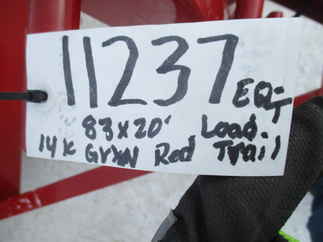 11237 EQ-T
83x20' Load
14K GVW Red Trail